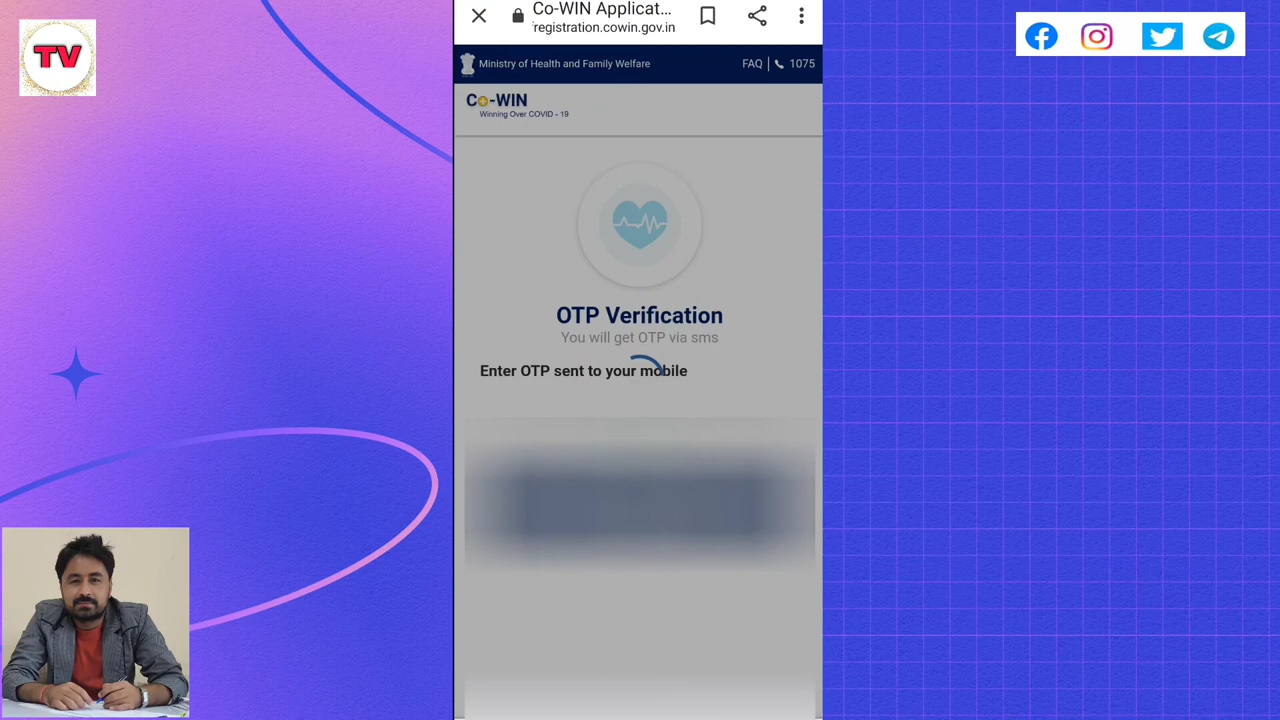 TV
Co-WIN Applicat...
registration.cowin.gov.in
Ministry of Health and Family Welfare
FAQ | 1075
Co-WIN
Winning Over COVID - 19
OTP Verification
You will get OTP via sms
Enter OTP sent to your mobile